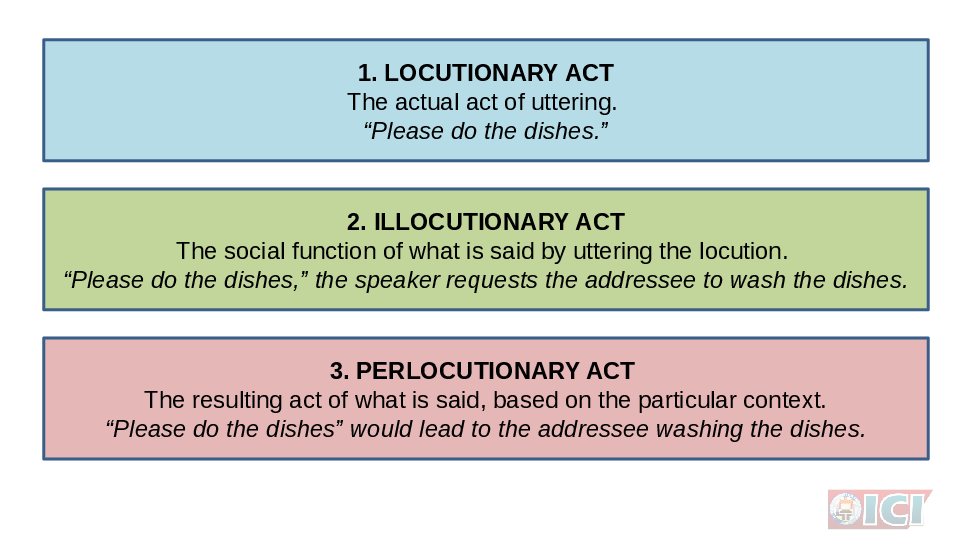 1. LOCUTIONARY ACT
The actual act of uttering.
“Please do the dishes.”
2. ILLOCUTIONARY ACT
The social function of what is said by uttering the locution.
“Please do the dishes,” the speaker requests the addressee to wash the dishes.
3. PERLOCUTIONARY ACT
The resulting act of what is said, based on the particular context.
“Please do the dishes” would lead to the addressee washing the dishes.
ICI